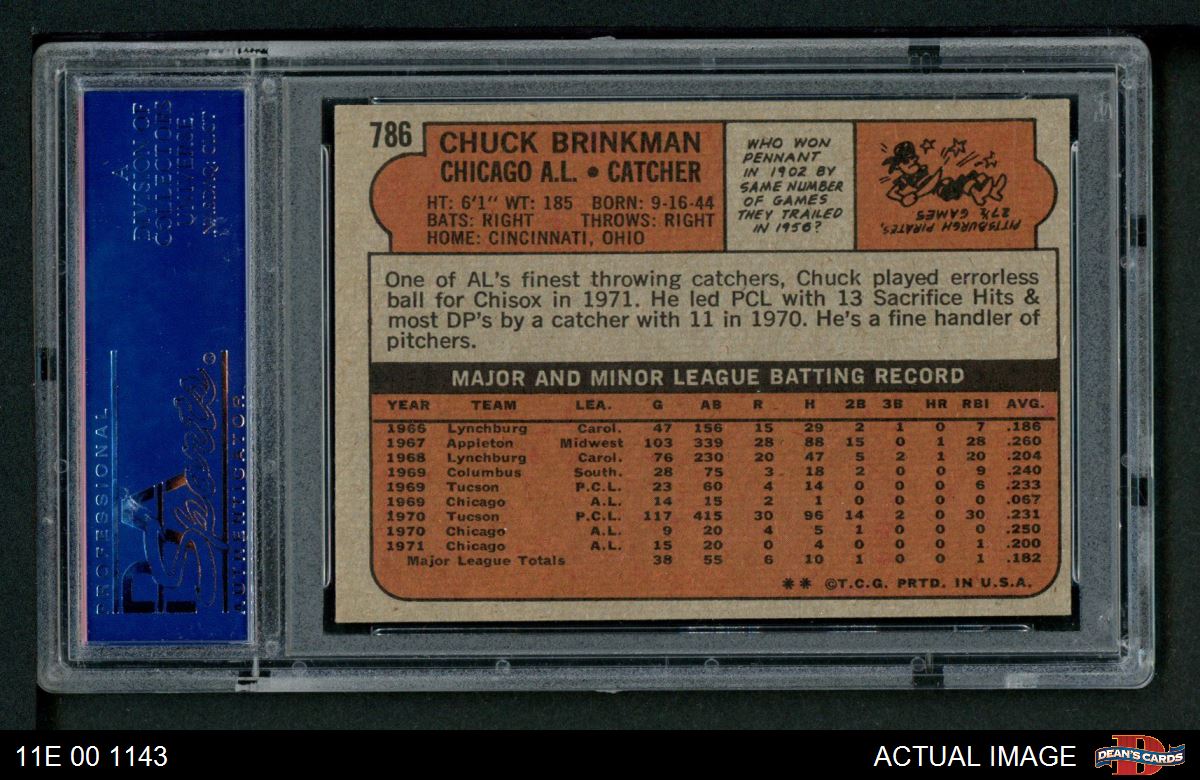 A
DIVISION OF
COLLECTORS
UNIVERSE
NASDAQ: CLCT
PROFESSIONAL
PSA
Sports
AUTHENTICATOR
786
CHUCK BRINKMAN
CHICAGO A.L. • CATCHER
HT: 6'1" WT: 185 BORN: 9-16-44
BATS: RIGHT THROWS: RIGHT
HOME: CINCINNATI, OHIO
WHO WON
PENNANT
IN 1902 BY
SAME NUMBER
OF GAMES
THEY TRAILED
IN 1956?
PITTSBURGH PIRATES,
27½ GAMES
One of AL's finest throwing catchers, Chuck played errorless
ball for Chisox in 1971. He led PCL with 13 Sacrifice Hits &
most DP's by a catcher with 11 in 1970. He's a fine handler of
pitchers.
MAJOR AND MINOR LEAGUE BATTING RECORD
YEAR TEAM LEA. G AB R H 2B 3B HR RBI AVG.
1966 Lynchburg Carol. 47 156 15 29 2 1 0 7 .186
1967 Appleton Midwest 103 339 28 88 15 0 1 28 .260
1968 Lynchburg Carol. 76 230 20 47 5 2 1 20 .204
1969 Columbus South. 28 75 3 18 2 0 0 9 .240
1969 Tucson P.C.L. 23 60 4 14 0 0 0 6 .233
1969 Chicago A.L. 14 15 2 1 0 0 0 0 .067
1970 Tucson P.C.L. 117 415 30 96 14 2 0 30 .231
1970 Chicago A.L. 9 20 4 5 1 0 0 0 .250
1971 Chicago A.L. 15 20 0 4 0 0 0 1 .200
Major League Totals 38 55 6 10 1 0 0 1 .182
** ©T.C.G. PRTD. IN U.S.A.
11E 00 1143
ACTUAL IMAGE
DEAN'S CARDS